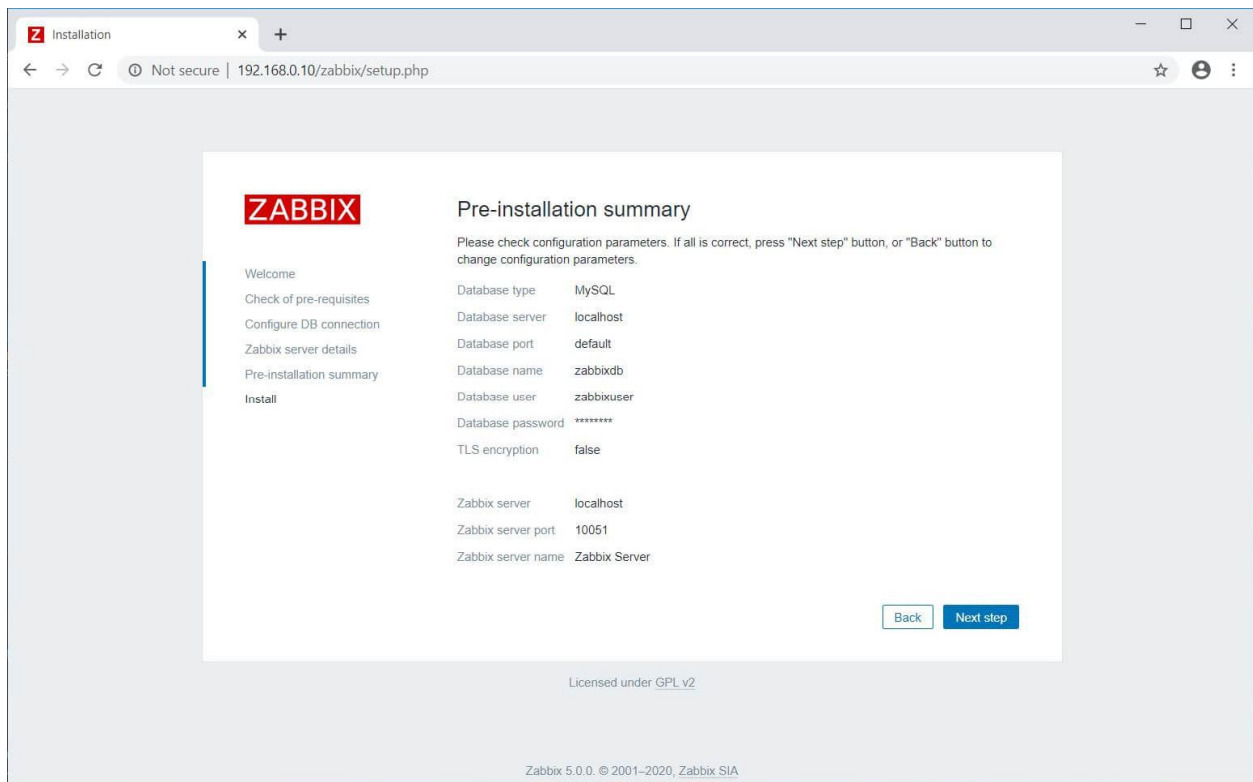 Z Installation
Not secure | 192.168.0.10/zabbix/setup.php
ZABBIX
Welcome
Check of pre-requisites
Configure DB connection
Zabbix server details
Pre-installation summary
Install
Pre-installation summary
Please check configuration parameters. If all is correct, press "Next step" button, or "Back" button to
change configuration parameters.
Database type MySQL
Database server localhost
Database port default
Database name zabbixdb
Database user zabbixuser
Database password ********
TLS encryption false
Zabbix server localhost
Zabbix server port 10051
Zabbix server name Zabbix Server
Back Next step
Licensed under GPL v2
Zabbix 5.0.0. © 2001–2020, Zabbix SIA